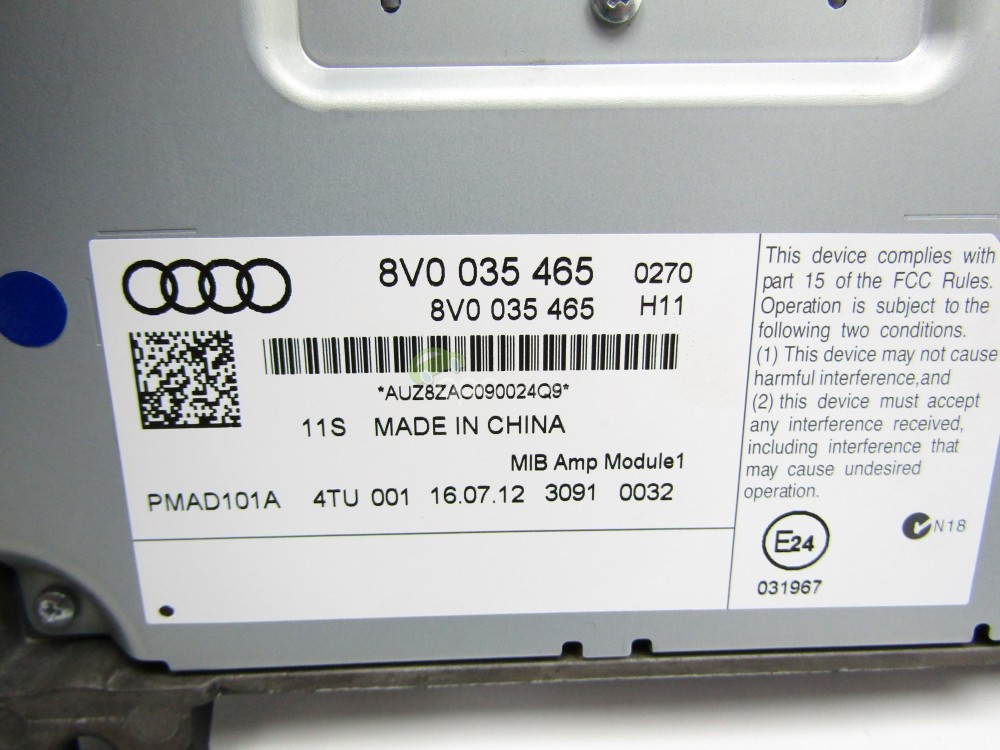 8V0 035 465 0270
8V0 035 465 H11
*AUZ8ZAC090024Q9*
11S MADE IN CHINA
MIB Amp Module1
PMAD101A 4TU 001 16.07.12 3091 0032
This device complies with
part 15 of the FCC Rules.
Operation is subject to the
following two conditions.
(1) This device may not cause
harmful interference,and
(2) this device must accept
any interference received,
including interference that
may cause undesired
operation.
E24
N18
031967